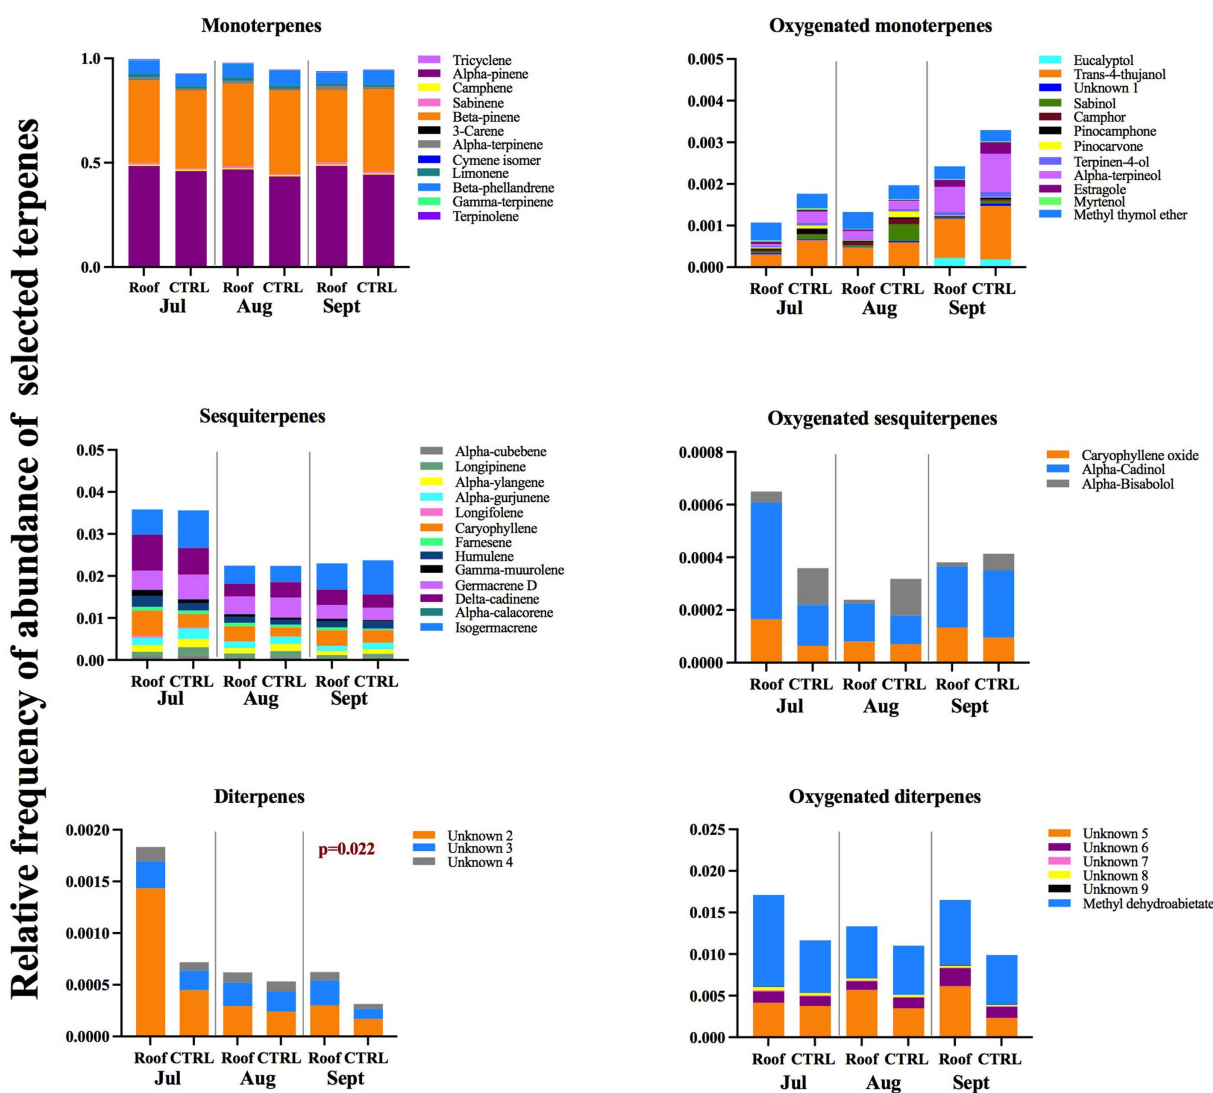 Relative frequency of abundance of selected terpenes
Monoterpenes
1.0
0.5
0.0
Roof CTRL Roof CTRL Roof CTRL
Jul Aug Sept
Tricyclene
Alpha-pinene
Camphene
Sabinene
Beta-pinene
3-Carene
Alpha-terpinene
Cymene isomer
Limonene
Beta-phellandrene
Gamma-terpinene
Terpinolene
Oxygenated monoterpenes
0.005
0.004
0.003
0.002
0.001
0.000
Roof CTRL Roof CTRL Roof CTRL
Jul Aug Sept
Eucalyptol
Trans-4-thujanol
Unknown 1
Sabinol
Camphor
Pinocamphone
Pinocarvone
Terpinen-4-ol
Alpha-terpineol
Estragole
Myrtenol
Methyl thymol ether
Sesquiterpenes
0.05
0.04
0.03
0.02
0.01
0.00
Roof CTRL Roof CTRL Roof CTRL
Jul Aug Sept
Alpha-cubebene
Longipinene
Alpha-ylangene
Alpha-gurjunene
Longifolene
Caryophyllene
Farnesene
Humulene
Gamma-muurolene
Germacrene D
Delta-cadinene
Alpha-calacorene
Isogermacrene
Oxygenated sesquiterpenes
0.0008
0.0006
0.0004
0.0002
0.0000
Roof CTRL Roof CTRL Roof CTRL
Jul Aug Sept
Caryophyllene oxide
Alpha-Cadinol
Alpha-Bisabolol
Diterpenes
0.0020
0.0015
0.0010
0.0005
0.0000
p=0.022
Roof CTRL Roof CTRL Roof CTRL
Jul Aug Sept
Unknown 2
Unknown 3
Unknown 4
Oxygenated diterpenes
0.025
0.020
0.015
0.010
0.005
0.000
Roof CTRL Roof CTRL Roof CTRL
Jul Aug Sept
Unknown 5
Unknown 6
Unknown 7
Unknown 8
Unknown 9
Methyl dehydroabietate